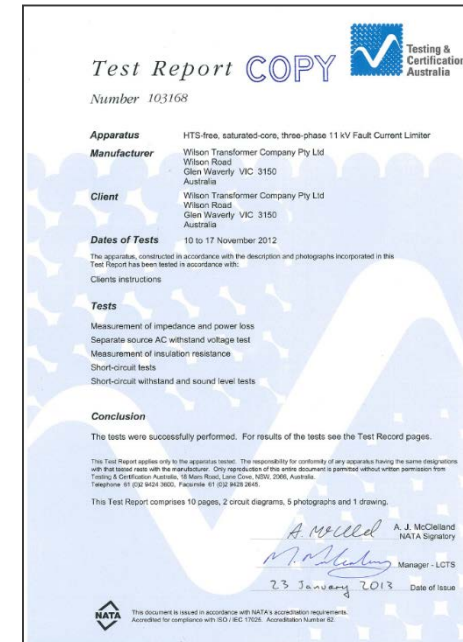 Test Report COPY
Testing &
Certification
Australia
Number 103168
Apparatus HTS-free, saturated-core, three-phase 11 kV Fault Current Limiter
Manufacturer Wilson Transformer Company Pty Ltd
Wilson Road
Glen Waverly VIC 3150
Australia
Client Wilson Transformer Company Pty Ltd
Wilson Road
Glen Waverly VIC 3150
Australia
Dates of Tests 10 to 17 November 2012
The apparatus, constructed in accordance with the description and photographs incorporated in this
Test Report has been tested in accordance with:
Clients instructions
Tests
Measurement of impedance and power loss
Separate source AC withstand voltage test
Measurement of insulation resistance
Short-circuit tests
Short-circuit withstand and sound level tests
Conclusion
The tests were successfully performed. For results of the tests see the Test Record pages.
This Test Report applies only to the apparatus tested. The responsibility for conformity of any apparatus having the same designations
with that tested rests with the manufacturer. Only reproduction of this entire document is permitted without written permission from
Testing & Certification Australia, 18 Mars Road, Lane Cove, NSW, 2066, Australia.
Telephone 61 (0)2 9424 3600, Facsimile 61 (0)2 9428 2645.
This Test Report comprises 10 pages, 2 circuit diagrams, 5 photographs and 1 drawing.
A. J. McClelland
NATA Signatory
Manager - LCTS
23 January 2013 Date of Issue
NATA
This document is issued in accordance with NATA's accreditation requirements.
Accredited for compliance with ISO / IEC 17025. Accreditation Number 62.